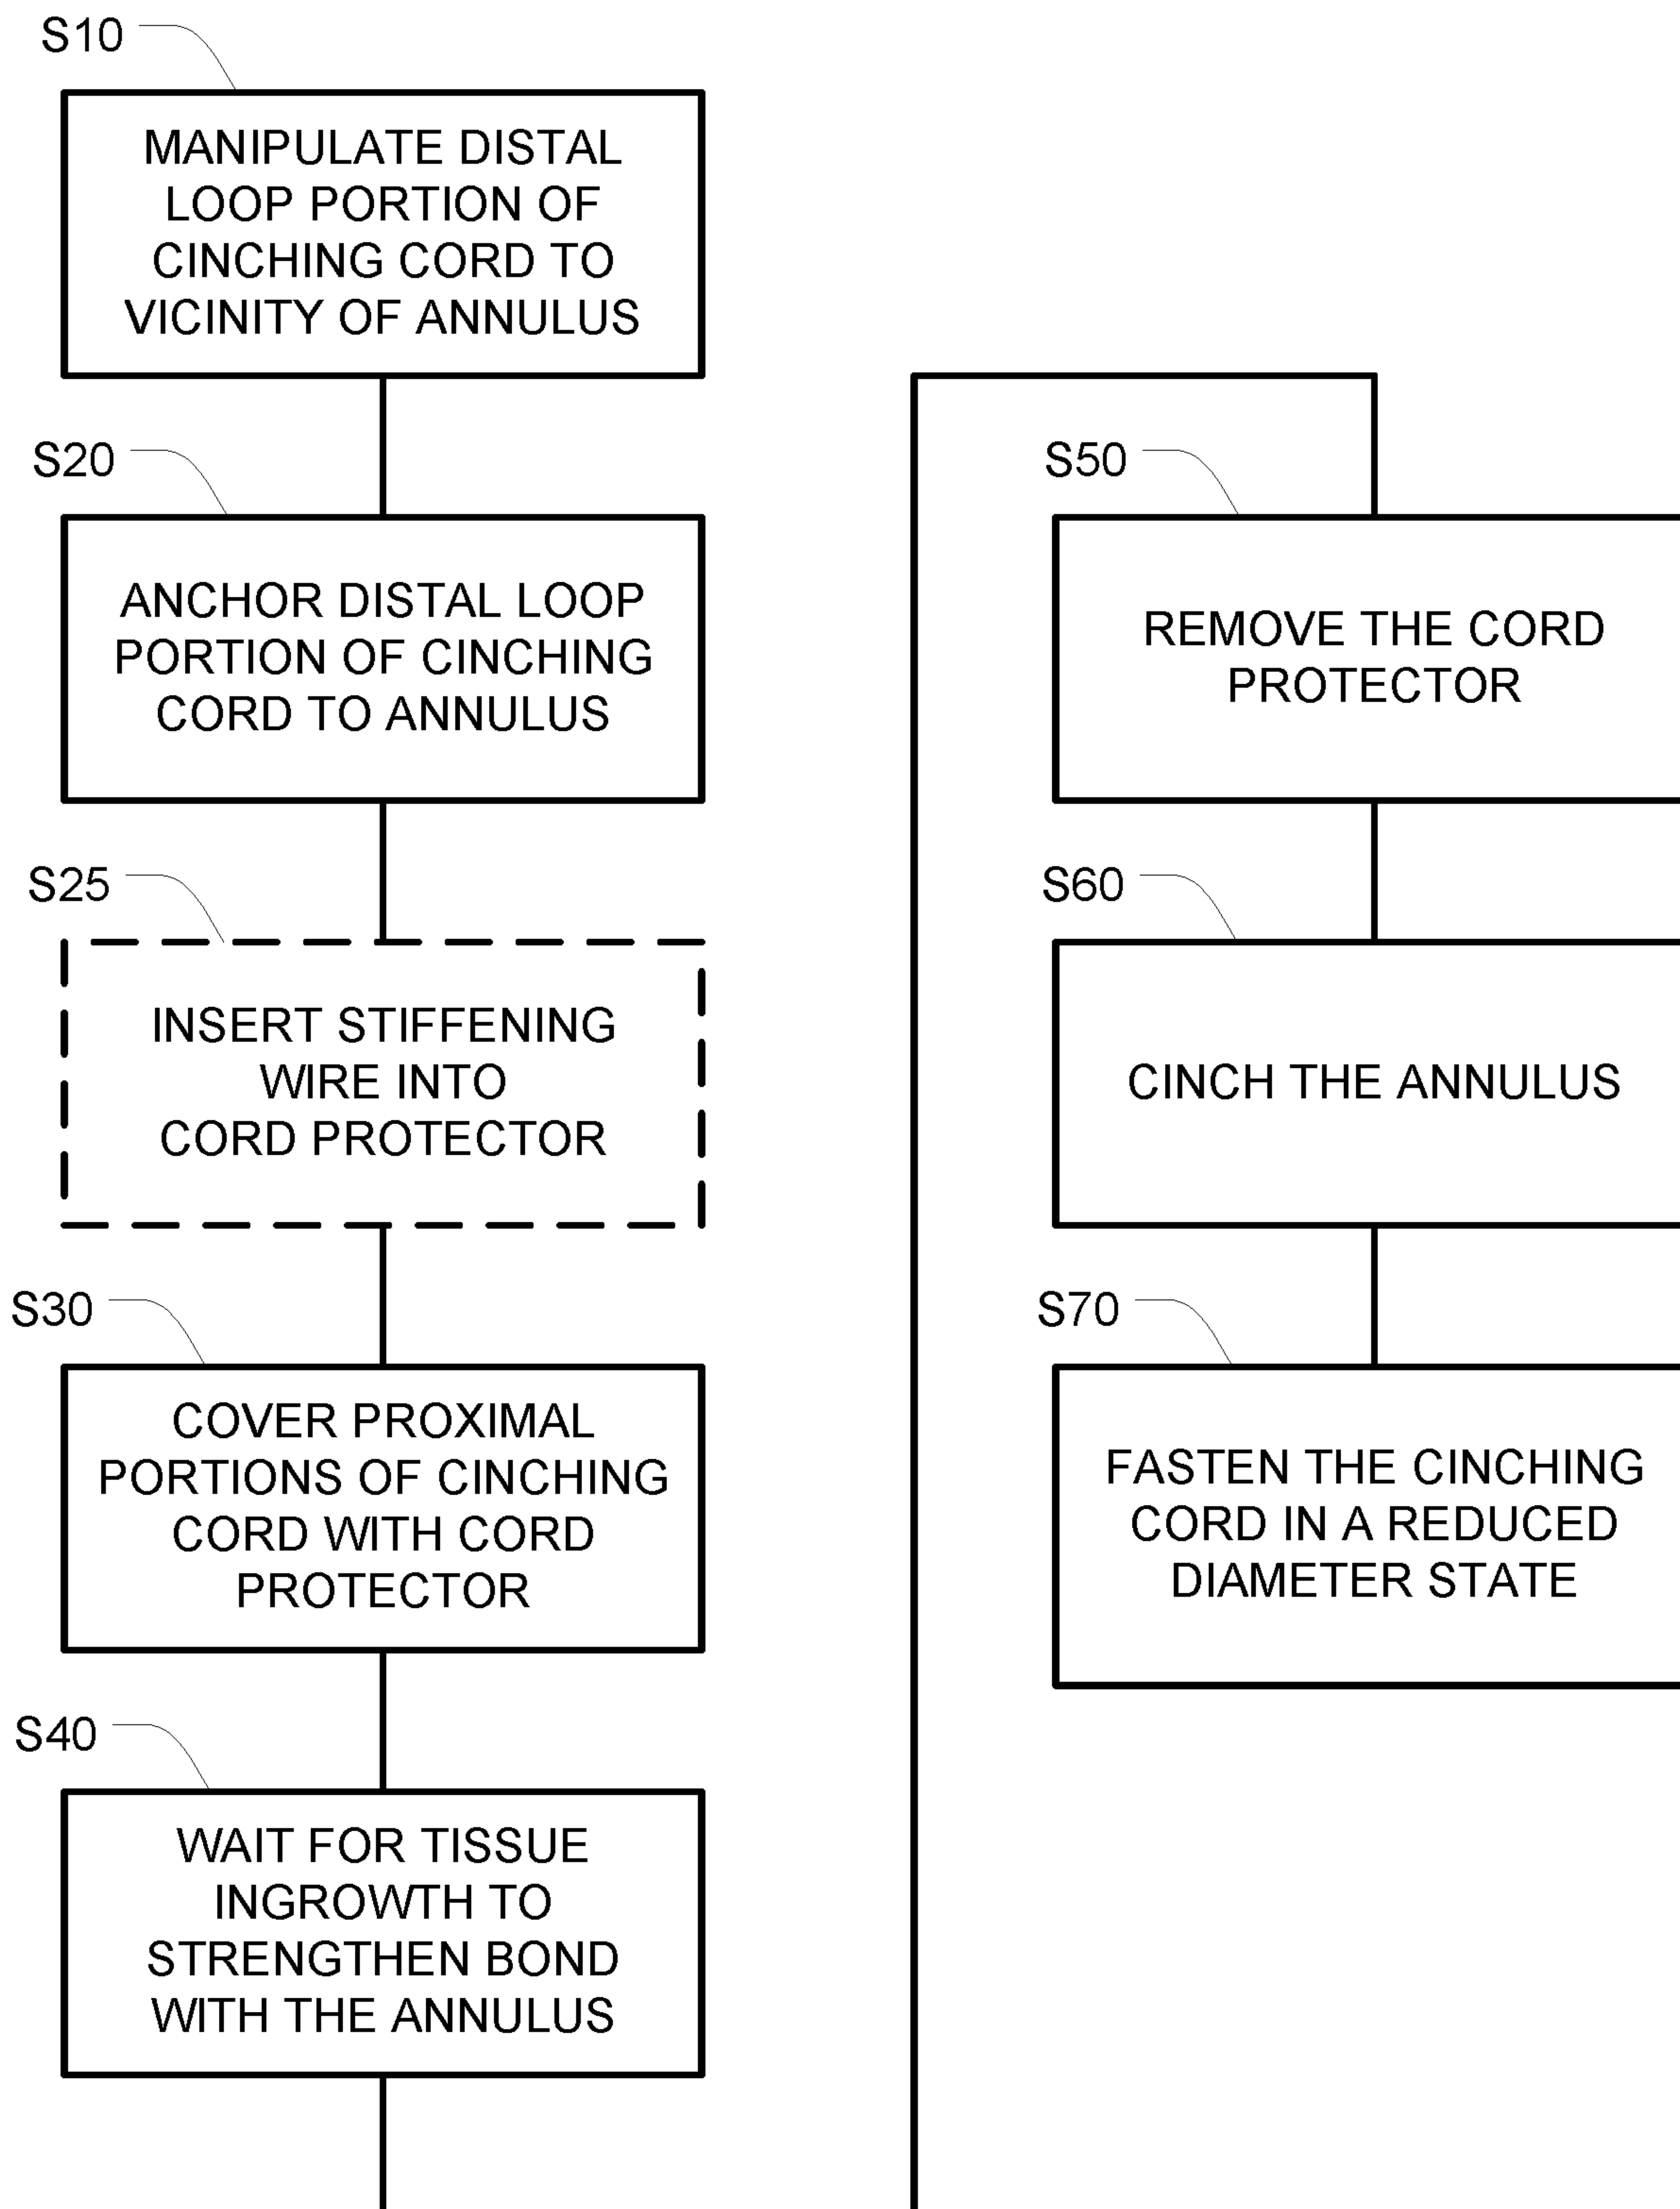 S10
MANIPULATE DISTAL
LOOP PORTION OF
CINCHING CORD TO
VICINITY OF ANNULUS
S20
ANCHOR DISTAL LOOP
PORTION OF CINCHING
CORD TO ANNULUS
S25
INSERT STIFFENING
WIRE INTO
CORD PROTECTOR
S30
COVER PROXIMAL
PORTIONS OF CINCHING
CORD WITH CORD
PROTECTOR
S40
WAIT FOR TISSUE
INGROWTH TO
STRENGTHEN BOND
WITH THE ANNULUS
S50
REMOVE THE CORD
PROTECTOR
S60
CINCH THE ANNULUS
S70
FASTEN THE CINCHING
CORD IN A REDUCED
DIAMETER STATE